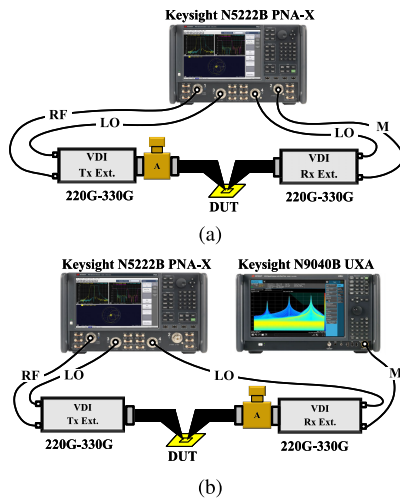 Keysight N5222B PNA-X
RF
LO
LO
M
VDI
Tx Ext.
A
VDI
Rx Ext.
220G-330G
220G-330G
DUT
(a)
Keysight N5222B PNA-X
Keysight N9040B UXA
RF
LO
LO
M
VDI
Tx Ext.
A
VDI
Rx Ext.
220G-330G
220G-330G
DUT
(b)